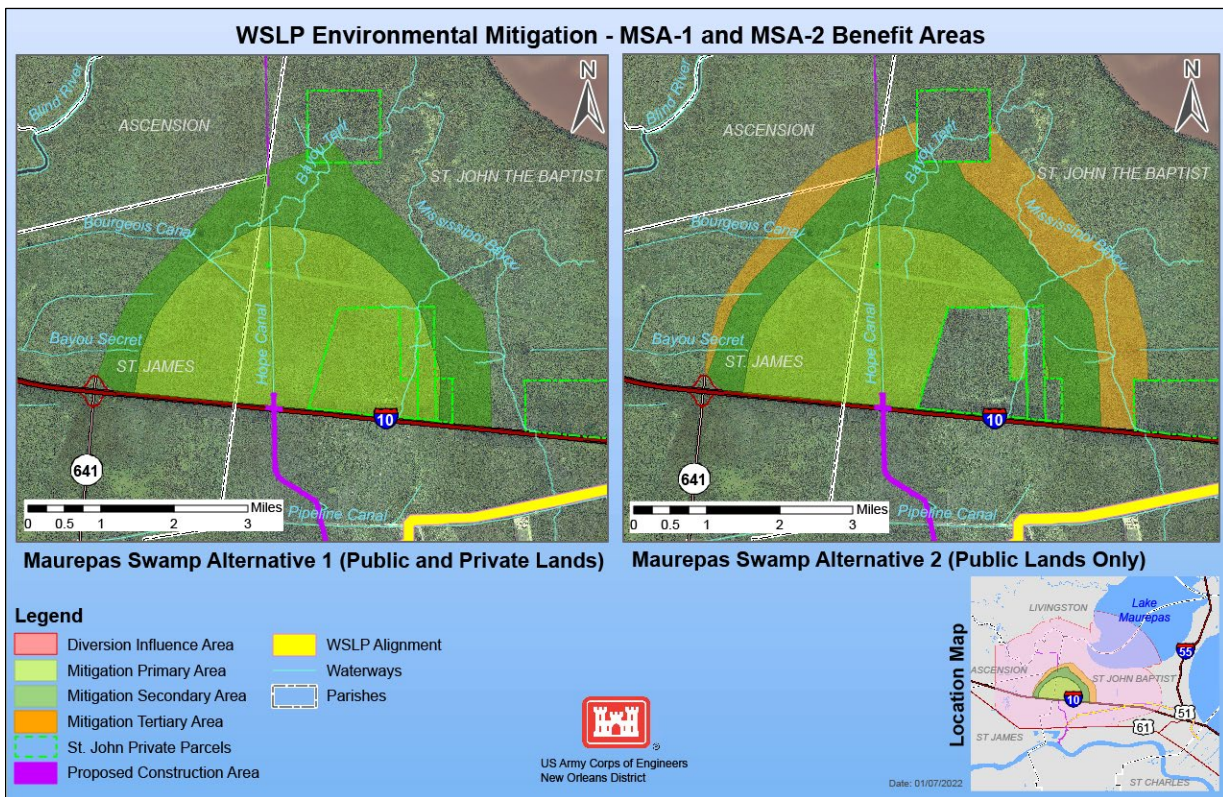 WSLP Environmental Mitigation - MSA-1 and MSA-2 Benefit Areas
N
Blind River
ASCENSION
Bayou Tent
ST. JOHN THE BAPTIST
Bourgeois Canal
Mississippi Bayou
Bayou Secret
ST. JAMES
Hope Canal
10
641
Miles
0 0.5 1 2 3
Pipeline Canal
N
Blind River
ASCENSION
Bayou Tent
ST. JOHN THE BAPTIST
Bourgeois Canal
Mississippi Bayou
Bayou Secret
ST. JAMES
Hope Canal
10
641
Miles
0 0.5 1 2 3
Pipeline Canal
Maurepas Swamp Alternative 1 (Public and Private Lands)
Maurepas Swamp Alternative 2 (Public Lands Only)
Legend
Diversion Influence Area
Mitigation Primary Area
Mitigation Secondary Area
Mitigation Tertiary Area
St. John Private Parcels
Proposed Construction Area
WSLP Alignment
Waterways
Parishes
®
US Army Corps of Engineers
New Orleans District
Location Map
LIVINGSTON
Lake
Maurepas
55
ASCENSION
ST JOHN BAPTIST
10
51
61
ST JAMES
ST CHARLES
Date: 01/07/2022